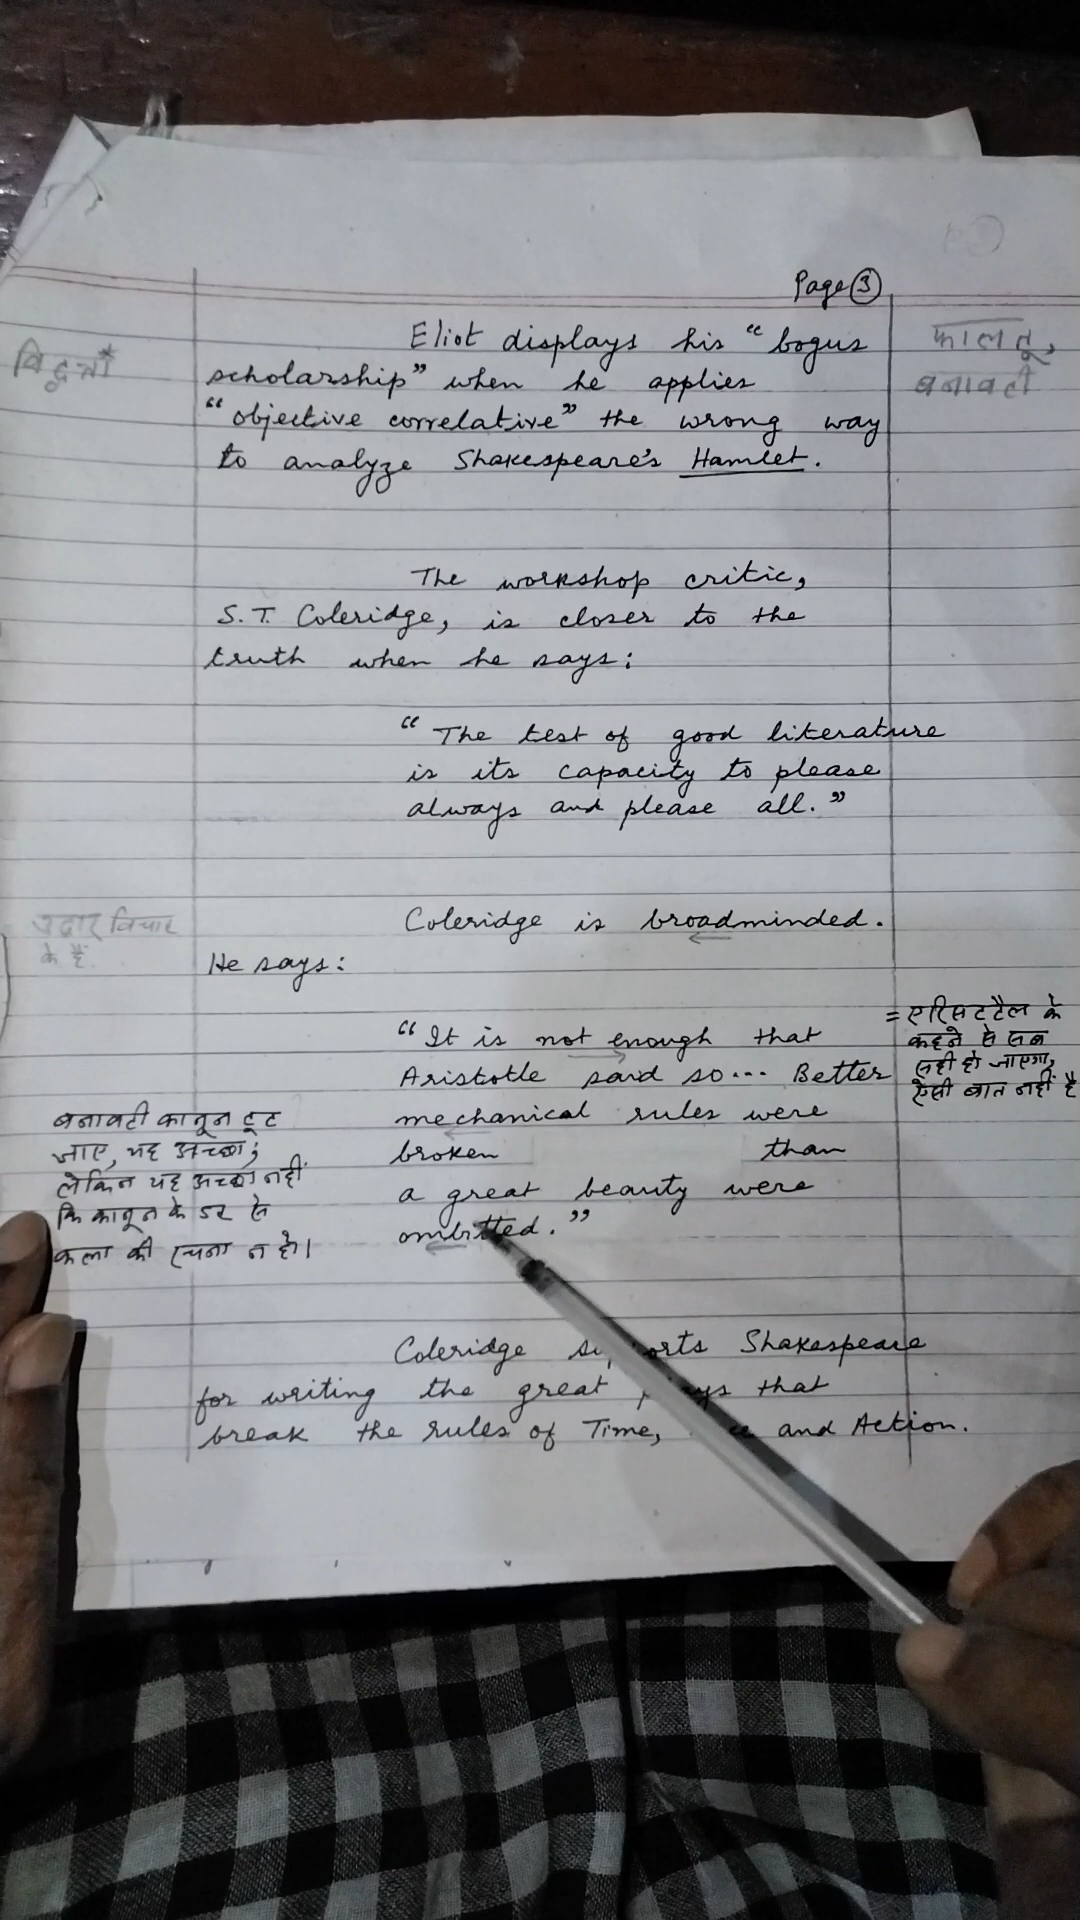 Page 3
Eliot displays his “bogus
scholarship” when he applies
“objective correlative” the wrong way
to analyze Shakespeare's Hamlet.
विद्वत्ता*
फालतू,
बनावटी
The workshop critic,
S.T. Coleridge, is closer to the
truth when he says:
“The test of good literature
is its capacity to please
always and please all.”
Coleridge is broadminded.
उदार विचार
के हैं
He says:
“It is not enough that
Aristotle said so... Better
mechanical rules were
broken than
a great beauty were
= एरिसटटैल के
कहने से सब
सही हो जाएगा,
ऐसी बात नहीं है
बनावटी कानून टूट
जाए, यह अच्छा;
लेकिन यह अच्छा नहीं
कि कानून के डर से
कला की रचना न हो।
Coleridge Shakespeare
for writing the great that
break the rules of Time, and Action.